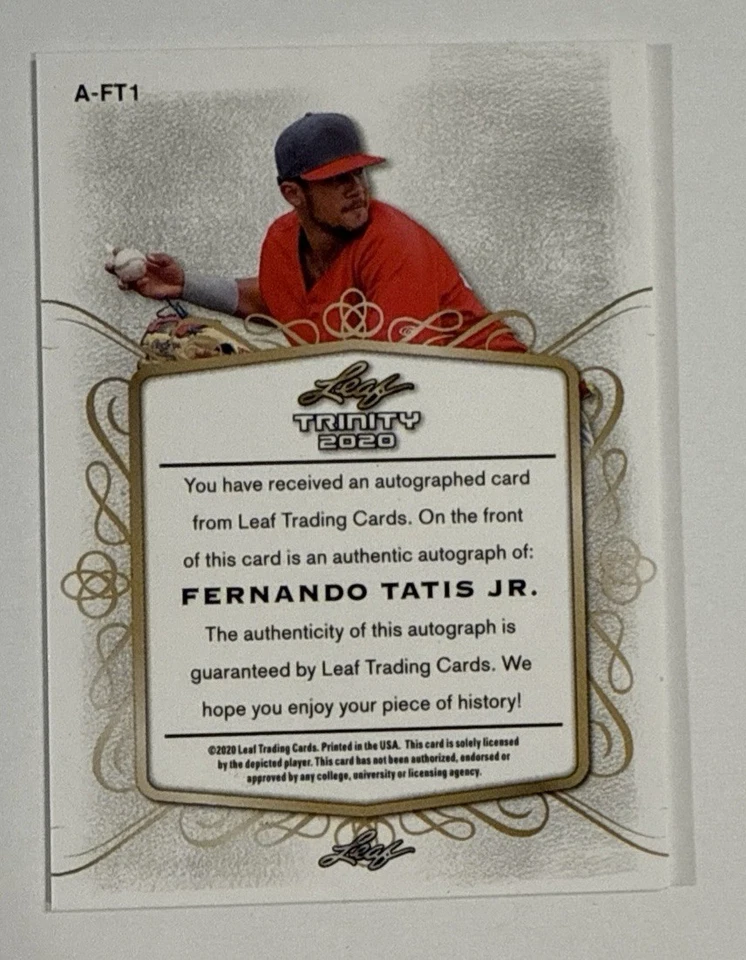 A-FT1
Leaf
TRINITY
2020
You have received an autographed card
from Leaf Trading Cards. On the front
of this card is an authentic autograph of:
FERNANDO TATIS JR.
The authenticity of this autograph is
guaranteed by Leaf Trading Cards. We
hope you enjoy your piece of history!
©2020 Leaf Trading Cards. Printed in the USA. This card is solely licensed
by the depicted player. This card has not been authorized, endorsed or
approved by any college, university or licensing agency.
Leaf